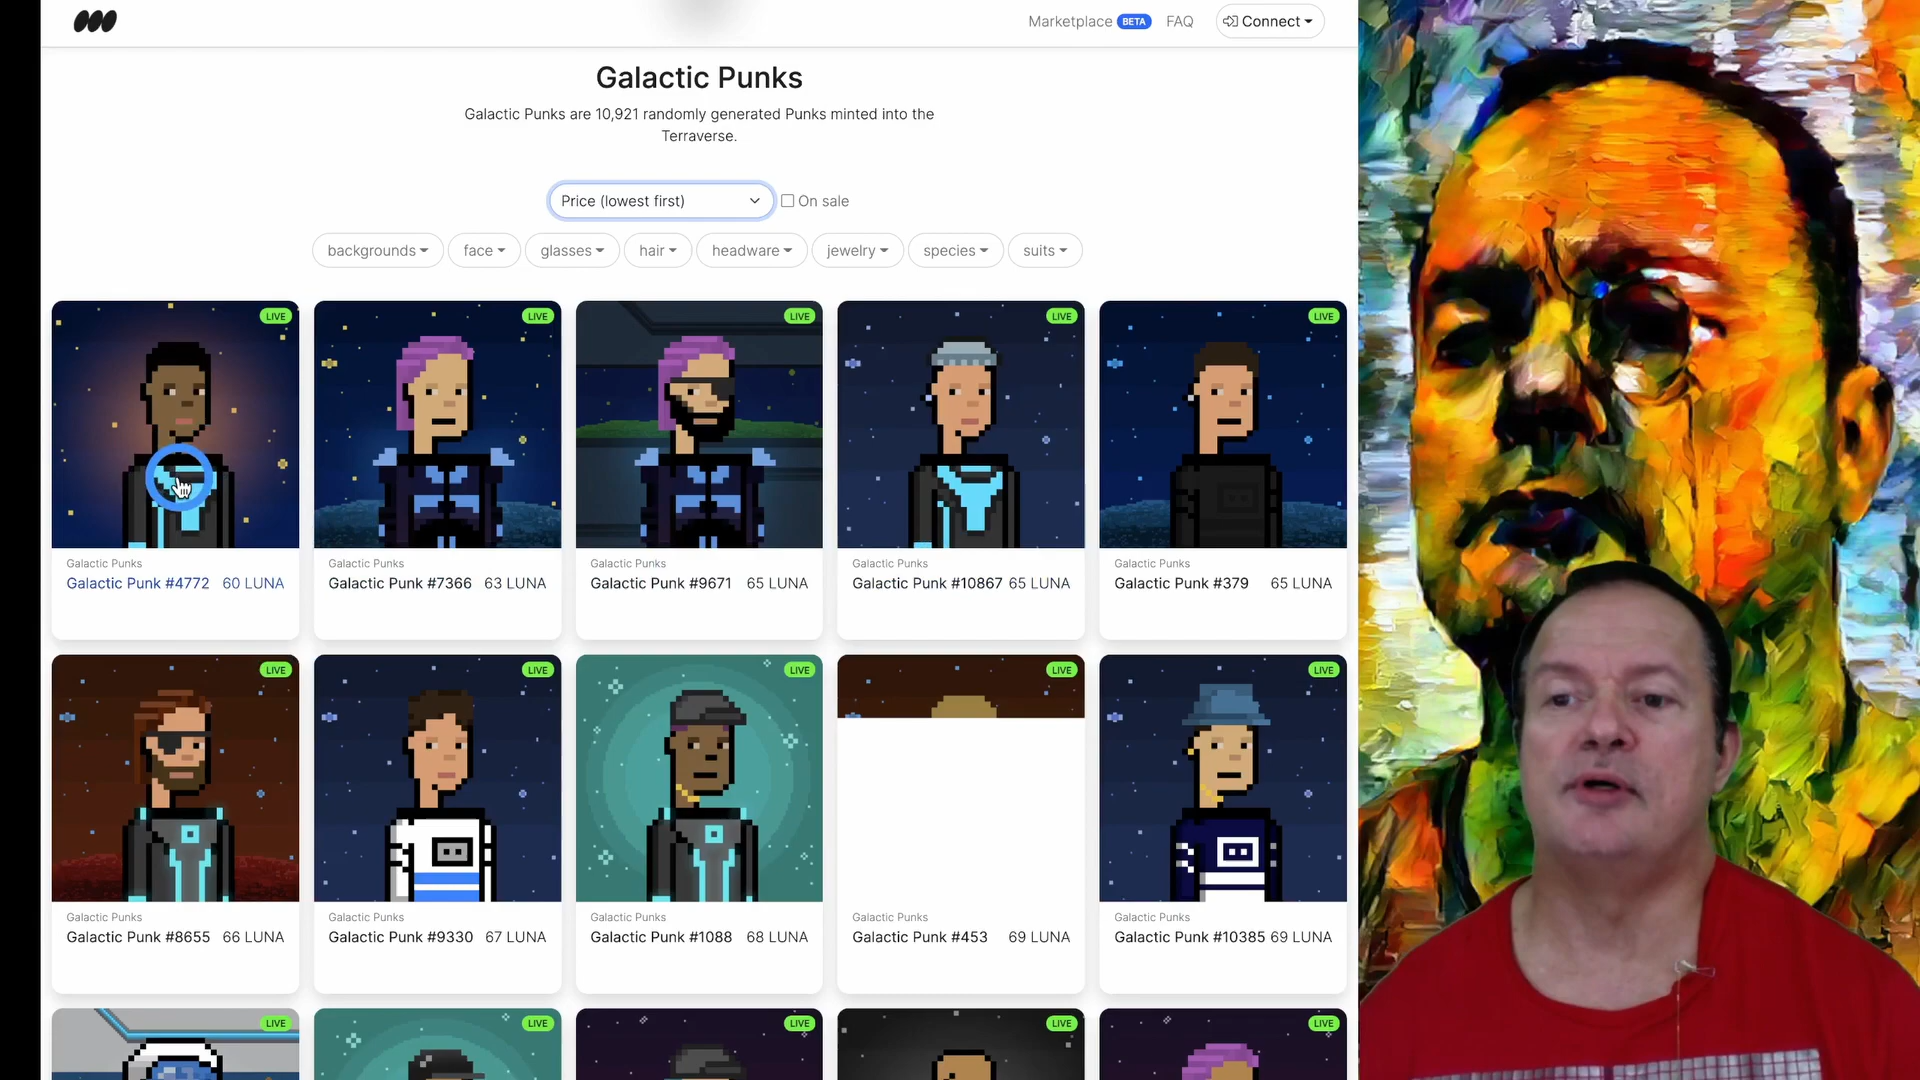 Marketplace BETA FAQ Connect
Galactic Punks
Galactic Punks are 10,921 randomly generated Punks minted into the
Terraverse.
Price (lowest first) On sale
backgrounds face glasses hair headware jewelry species suits
LIVE LIVE LIVE LIVE LIVE
Galactic Punks Galactic Punks Galactic Punks Galactic Punks Galactic Punks
Galactic Punk #4772 60 LUNA Galactic Punk #7366 63 LUNA Galactic Punk #9671 65 LUNA Galactic Punk #10867 65 LUNA Galactic Punk #379 65 LUNA
LIVE LIVE LIVE LIVE LIVE
Galactic Punks Galactic Punks Galactic Punks Galactic Punks Galactic Punks
Galactic Punk #8655 66 LUNA Galactic Punk #9330 67 LUNA Galactic Punk #1088 68 LUNA Galactic Punk #453 69 LUNA Galactic Punk #10385 69 LUNA
LIVE LIVE LIVE LIVE LIVE